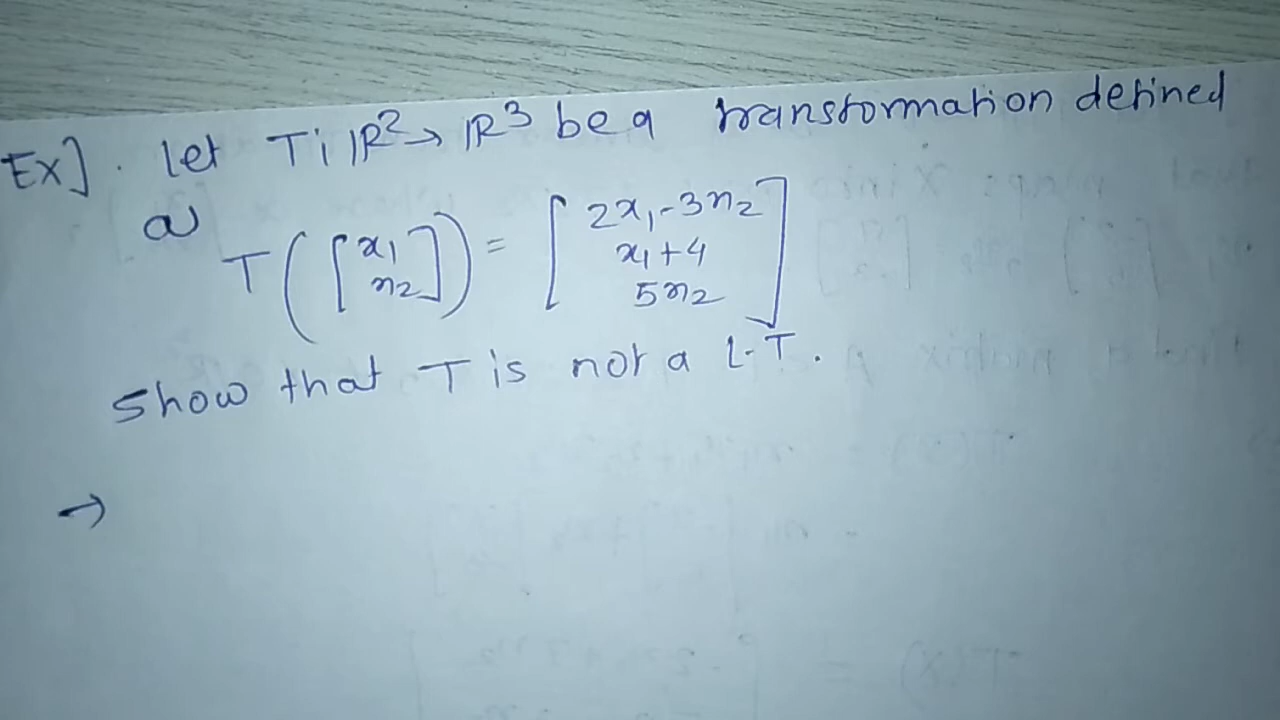 Ex]. Let T: ℝ² → ℝ³ be a transformation defined
as
T([x₁ x₂]) = [2x₁-3x₂ x₁+4 5x₂]
show that T is not a L.T.
→